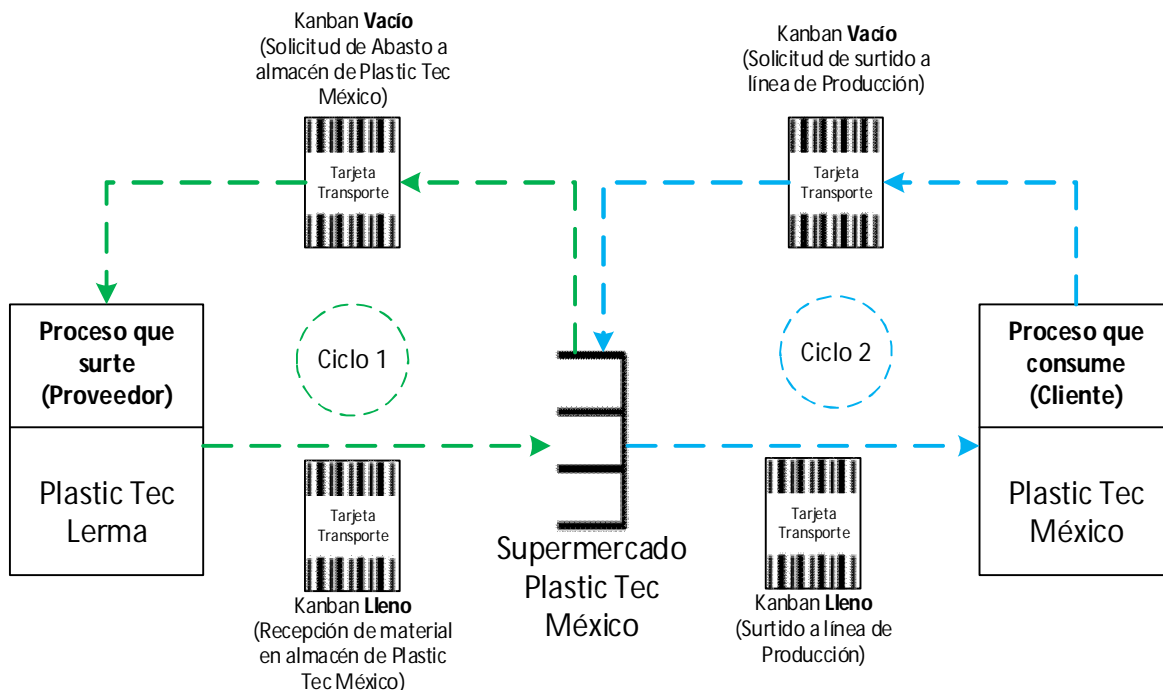 Kanban Vacío
(Solicitud de Abasto a
almacén de Plastic Tec
México)
Kanban Vacío
(Solicitud de surtido a
línea de Producción)
Tarjeta
Transporte
Tarjeta
Transporte
Proceso que
surte
(Proveedor)
Plastic Tec
Lerma
Ciclo 1
Ciclo 2
Proceso que
consume
(Cliente)
Plastic Tec
México
Tarjeta
Transporte
Kanban Lleno
(Recepción de material
en almacén de Plastic
Tec México)
Supermercado
Plastic Tec
México
Tarjeta
Transporte
Kanban Lleno
(Surtido a línea de
Producción)